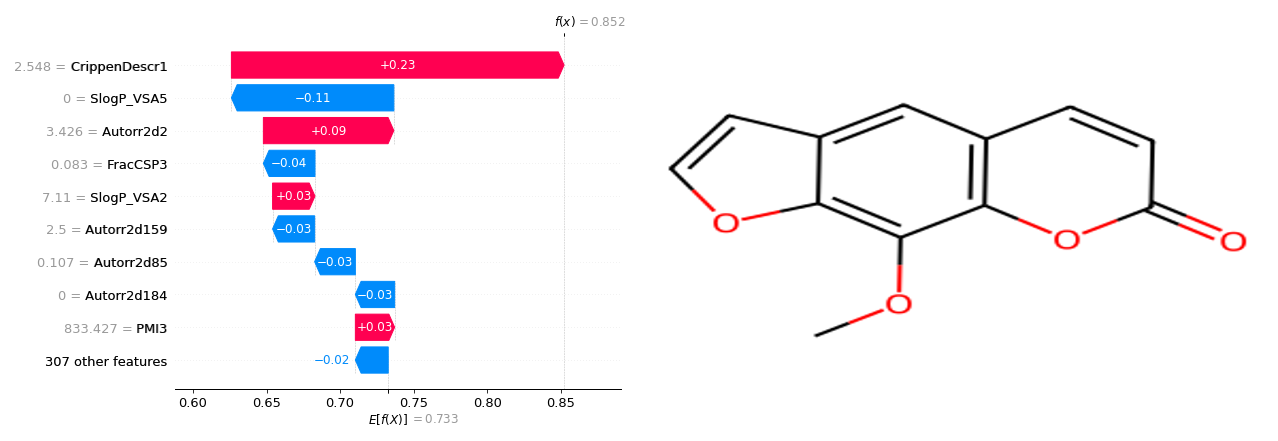 f(x) = 0.852
2.548 = CrippenDescr1
+0.23
0 = SlogP_VSA5
−0.11
3.426 = Autorr2d2
+0.09
0.083 = FracCSP3
−0.04
7.11 = SlogP_VSA2
+0.03
2.5 = Autorr2d159
−0.03
0.107 = Autorr2d85
−0.03
0 = Autorr2d184
−0.03
833.427 = PMI3
+0.03
307 other features
−0.02
0.60 0.65 0.70 0.75 0.80 0.85
E[f(X)] = 0.733
O
O
O
O